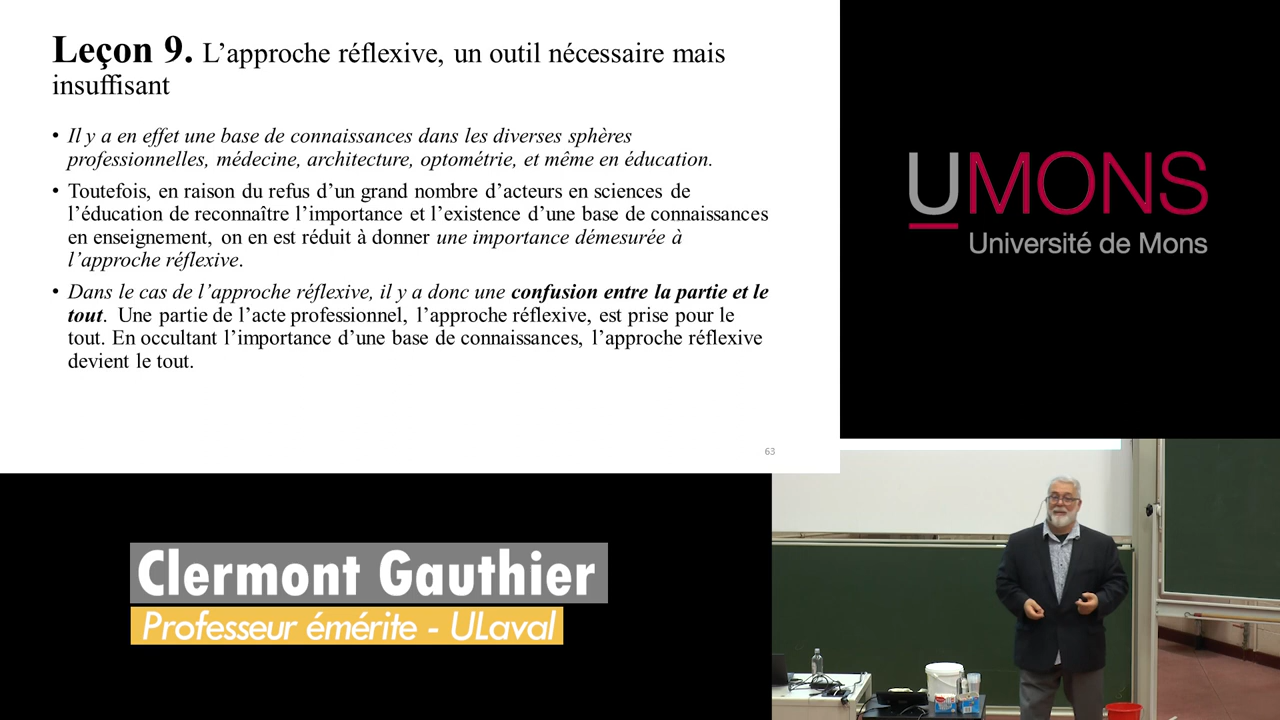 Leçon 9. L’approche réflexive, un outil nécessaire mais
insuffisant
• Il y a en effet une base de connaissances dans les diverses sphères
professionnelles, médecine, architecture, optométrie, et même en éducation.
• Toutefois, en raison du refus d’un grand nombre d’acteurs en sciences de
l’éducation de reconnaître l’importance et l’existence d’une base de connaissances
en enseignement, on en est réduit à donner une importance démesurée à
l’approche réflexive.
• Dans le cas de l’approche réflexive, il y a donc une confusion entre la partie et le
tout. Une partie de l’acte professionnel, l’approche réflexive, est prise pour le
tout. En occultant l’importance d’une base de connaissances, l’approche réflexive
devient le tout.
63
UMONS
Université de Mons
Clermont Gauthier
Professeur émérite - ULaval